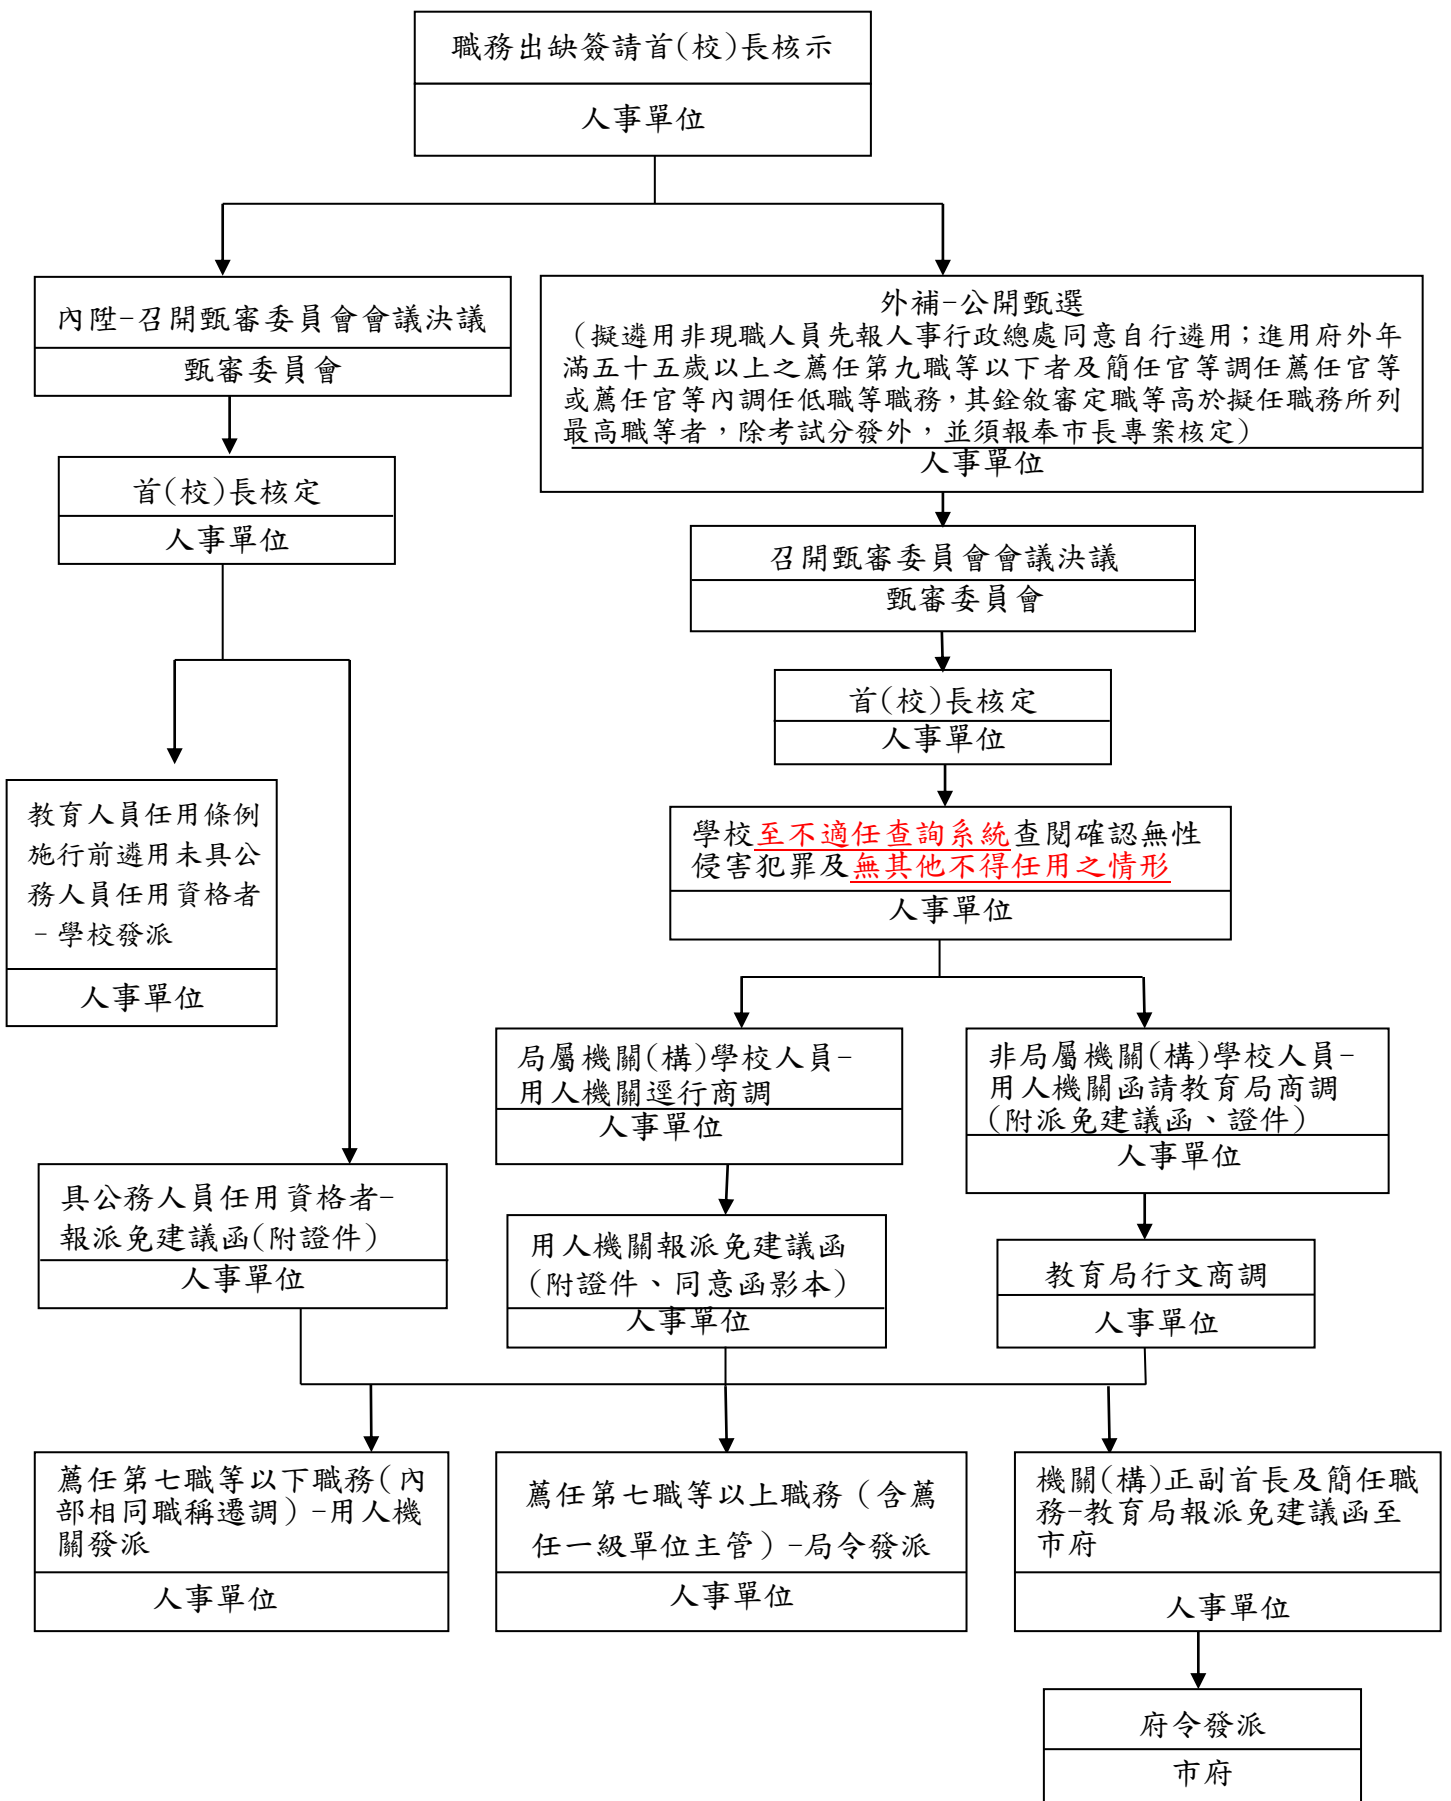 職務出缺簽請首(校)長核示
人事單位
內陞-召開甄審委員會會議決議
甄審委員會
首(校)長核定
人事單位
外補-公開甄選
（擬遴用非現職人員先報人事行政總處同意自行遴用；進用府外年
滿五十五歲以上之薦任第九職等以下者及簡任官等調任薦任官等
或薦任官等內調任低職等職務，其銓敘審定職等高於擬任職務所列
最高職等者，除考試分發外，並須報奉市長專案核定）
人事單位
召開甄審委員會會議決議
甄審委員會
首(校)長核定
人事單位
學校至不適任查詢系統查閱確認無性
侵害犯罪及無其他不得任用之情形
人事單位
教育人員任用條例
施行前遴用未具公
務人員任用資格者
-學校發派
人事單位
局屬機關(構)學校人員-
用人機關逕行商調
人事單位
非局屬機關(構)學校人員-
用人機關函請教育局商調
(附派免建議函、證件)
人事單位
具公務人員任用資格者-
報派免建議函(附證件)
人事單位
用人機關報派免建議函
(附證件、同意函影本)
人事單位
教育局行文商調
人事單位
薦任第七職等以下職務(內
部相同職稱遷調)-用人機
關發派
人事單位
薦任第七職等以上職務（含薦
任一級單位主管）-局令發派
人事單位
機關(構)正副首長及簡任職
務-教育局報派免建議函至
市府
人事單位
府令發派
市府